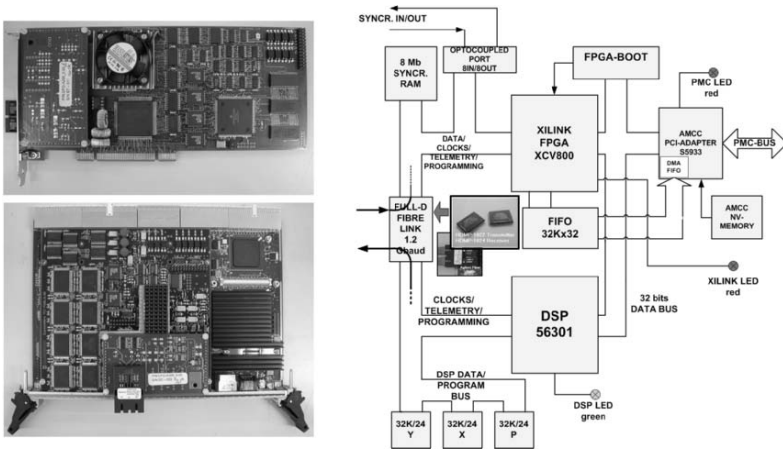 SYNCR. IN/OUT
8 Mb
SYNCR.
RAM
OPTOCOUPLED
PORT
8IN/8OUT
FPGA-BOOT
PMC LED
red
DATA/
CLOCKS/
TELEMETRY/
PROGRAMMING
XILINK
FPGA
XCV800
AMCC
PCI-ADAPTER
S5933
DMA
FIFO
PMC-BUS
FULL-D
FIBRE
LINK
1.2
Gbaud
FIFO
32Kx32
AMCC
NV-
MEMORY
XILINK LED
red
CLOCKS/
TELEMETRY/
PROGRAMMING
DSP
56301
32 bits
DATA BUS
DSP DATA/
PROGRAM
BUS
DSP LED
green
32K/24
Y
32K/24
X
32K/24
P